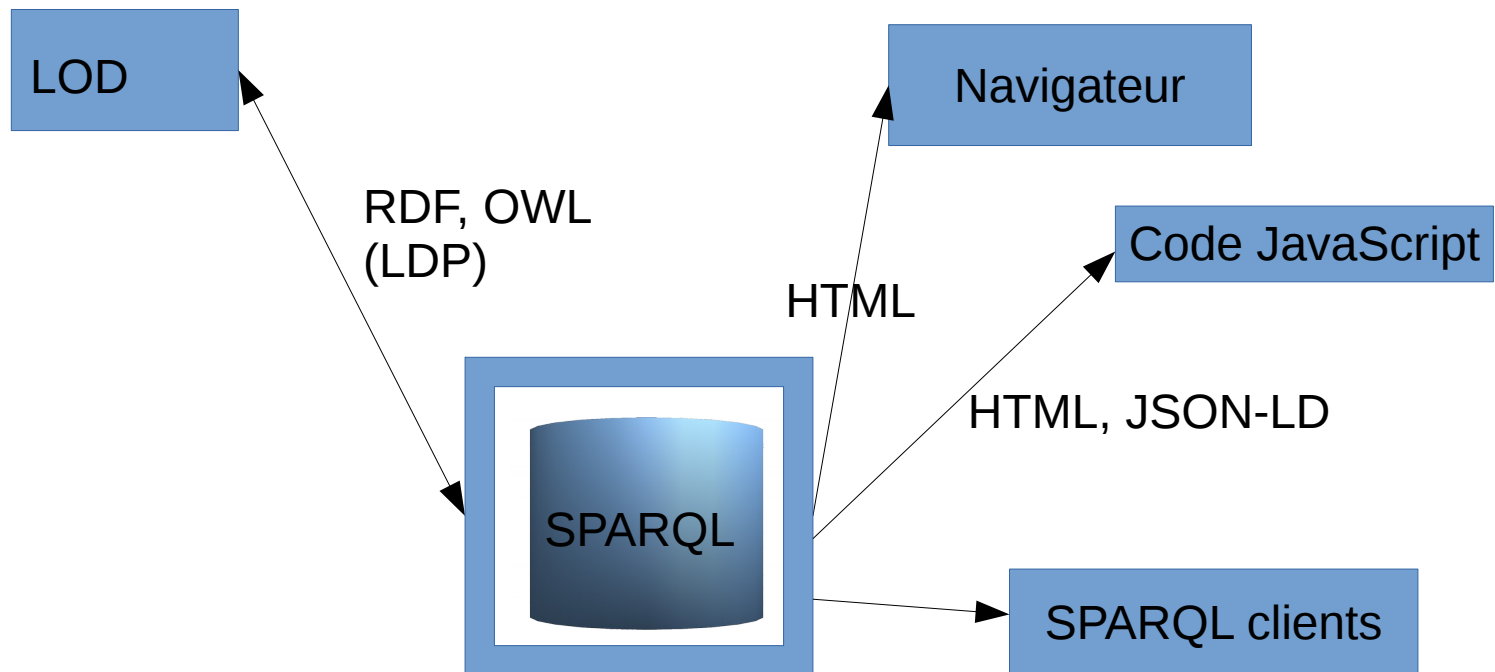 LOD
Navigateur
RDF, OWL
(LDP)
Code JavaScript
HTML
HTML, JSON-LD
SPARQL
SPARQL clients